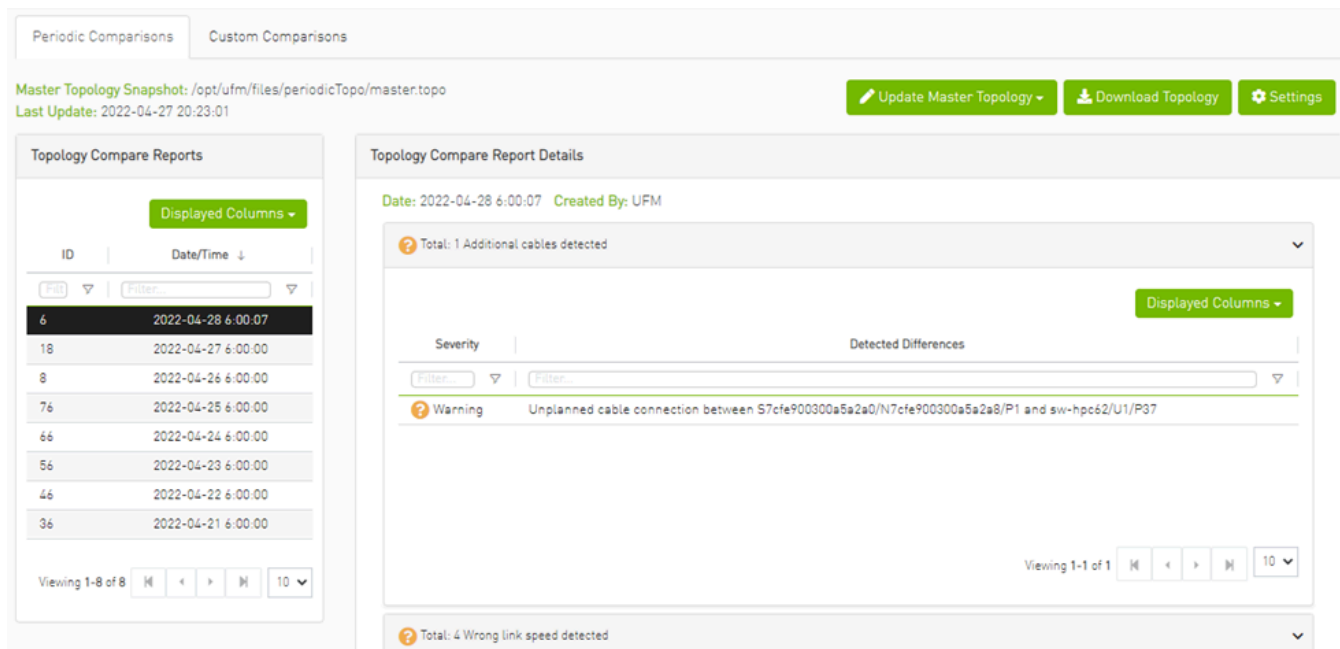 Periodic Comparisons Custom Comparisons
Master Topology Snapshot: /opt/ufm/files/periodicTopo/master.topo
Last Update: 2022-04-27 20:23:01
Update Master Topology Download Topology Settings
Topology Compare Reports
Displayed Columns
ID Date/Time ↓
Filt Filter...
6 2022-04-28 6:00:07
18 2022-04-27 6:00:00
8 2022-04-26 6:00:00
76 2022-04-25 6:00:00
66 2022-04-24 6:00:00
56 2022-04-23 6:00:00
46 2022-04-22 6:00:00
36 2022-04-21 6:00:00
Viewing 1-8 of 8 10
Topology Compare Report Details
Date: 2022-04-28 6:00:07 Created By: UFM
? Total: 1 Additional cables detected
Displayed Columns
Severity Detected Differences
Filter... Filter...
? Warning Unplanned cable connection between S7cfe900300a5a2a0/N7cfe900300a5a2a8/P1 and sw-hpc62/U1/P37
Viewing 1-1 of 1 10
? Total: 4 Wrong link speed detected